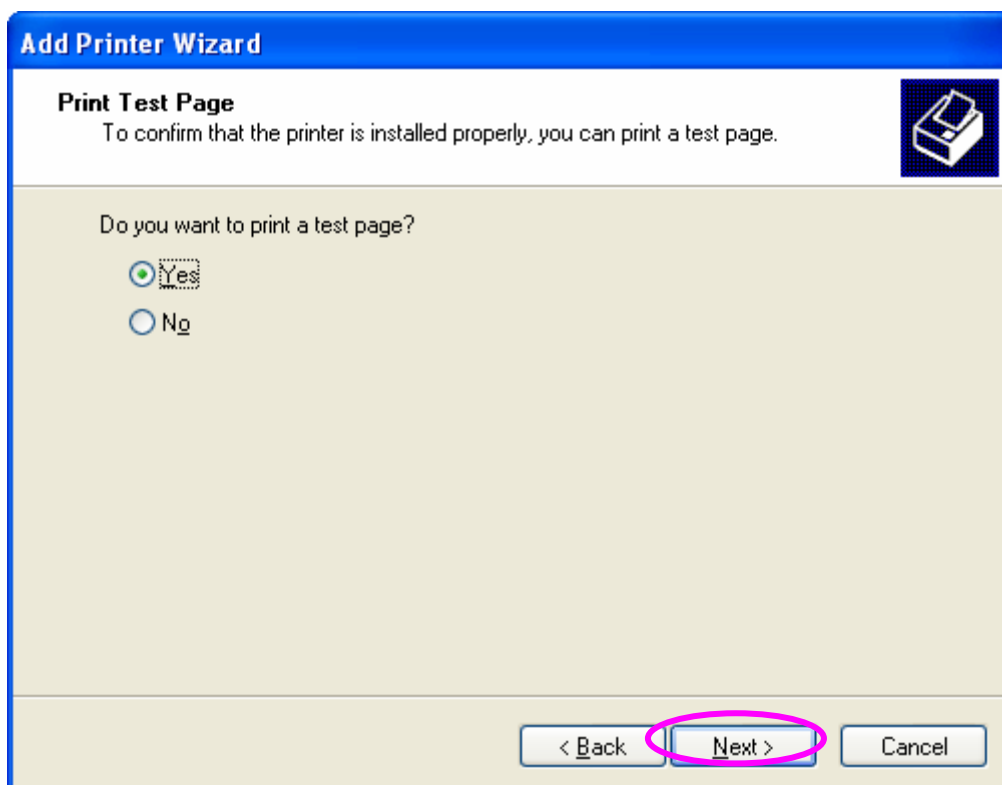 Add Printer Wizard
Print Test Page
To confirm that the printer is installed properly, you can print a test page.
Do you want to print a test page?
Yes
No
< Back Next > Cancel